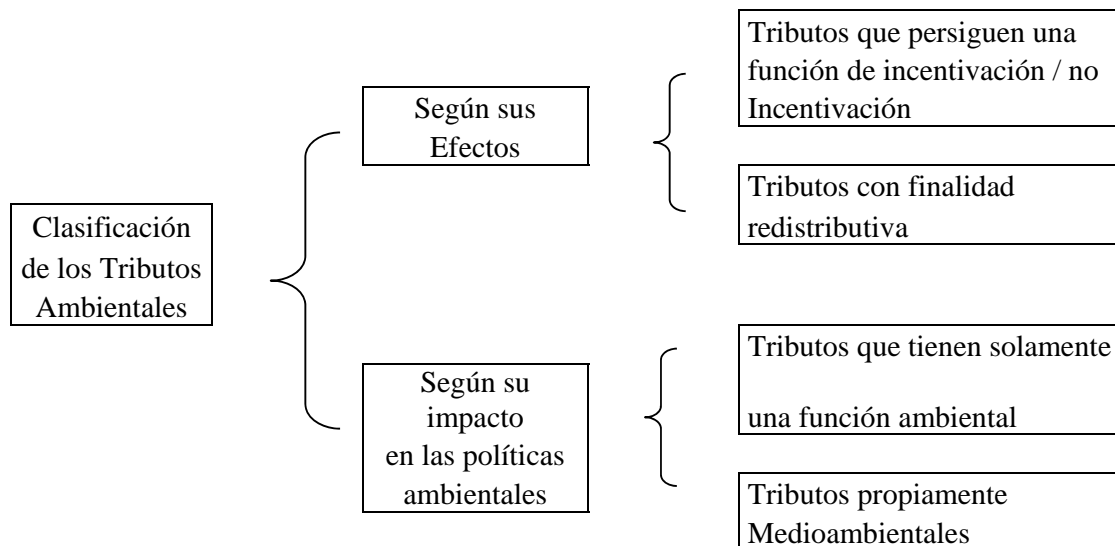 Clasificación
de los Tributos
Ambientales
Según sus
Efectos
Tributos que persiguen una
función de incentivación / no
Incentivación
Tributos con finalidad
redistributiva
Según su
impacto
en las políticas
ambientales
Tributos que tienen solamente
una función ambiental
Tributos propiamente
Medioambientales